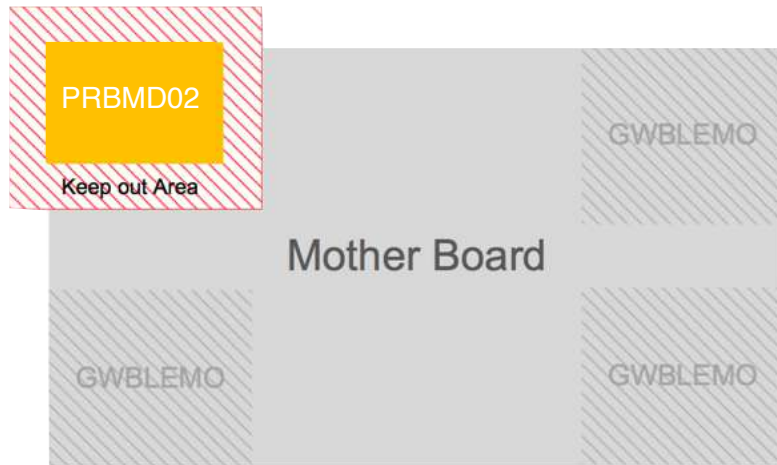 PRBMD02
GWBLEMO
Keep out Area
Mother Board
GWBLEMO
GWBLEMO